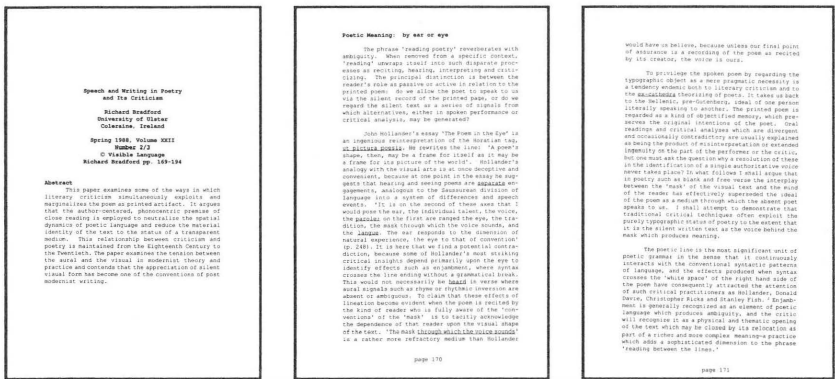 Speech and Writing in Poetry
and Its Criticism
Richard Bradford
University of Ulster
Coleraine, Ireland
Spring 1988, Volume XXII
Number 2/3
© Visible Language
Richard Bradford pp. 169-194
Abstract
This paper examines some of the ways in which
literary criticism simultaneously exploits and
marginalizes the poem as printed artifact. It argues
that the author-centered, phonocentric premise of
close reading is employed to neutralize the spatial
dynamics of poetic language and reduce the material
identity of the text to the status of a transparent
medium. This relationship between criticism and
poetry is maintained from the Eighteenth Century to
the Twentieth. The paper examines the tension between
the aural and the visual in modernist theory and
practice and contends that the appreciation of silent
visual form has become one of the conventions of post
modernist writing.
Poetic Meaning: by ear or eye
The phrase 'reading poetry' reverberates with
ambiguity. When removed from a specific context,
'reading' unwraps itself into such disparate proc-
esses as reciting, hearing, interpreting and criti-
cizing. The principal distinction is between the
reader's role as passive or active in relation to the
printed poem: do we allow the poet to speak to us
via the silent record of the printed page, or do we
regard the silent text as a series of signals from
which alternatives, either in spoken performance or
critical analysis, may be generated?
John Hollander's essay 'The Poem in the Eye' is
an ingenious reinterpretation of the Horatian tag,
ut pictura poesis. He rewrites the line: 'A poem's
shape, then, may be a frame for itself as it may be
a frame for its picture of the world'. Hollander's
analogy with the visual arts is at once deceptive and
convenient, because at one point in the essay he sug-
gests that hearing and seeing poems are separate en-
gagements, analogous to the Saussurean division of
language into a system of differences and speech
events. 'It is on the second of these axes that I
would pose the ear, the individual talent, the voice,
the parole; on the first are ranged the eye, the tra-
dition, the mask through which the voice sounds, and
the langue. The ear responds to the dimension of
natural experience, the eye to that of convention'
(p. 248). It is here that we find a potential contra-
diction, because some of Hollander's most striking
critical insights depend primarily upon the eye to
identify effects such as enjambment, where syntax
crosses the line ending without a grammatical break.
This would not necessarily be heard in verse where
aural signals such as rhyme or rhythmic inversion are
absent or ambiguous. To claim that these effects of
lineation become evident when the poem is recited by
the kind of reader who is fully aware of the 'con-
ventions' of the 'mask' is to tacitly acknowledge
the dependence of that reader upon the visual shape
of the text. 'The mask through which the voice sounds'
is a rather more refractory medium than Hollander
page 170
would have us believe, because unless our final point
of assurance is a recording of the poem as recited
by its creator, the voice is ours.
To privilege the spoken poem by regarding the
typographic object as a mere pragmatic necessity is
a tendency endemic both to literary criticism and to
the ex-cathedra theorizing of poets. It takes us back
to the Hellenic, pre-Gutenberg, ideal of one person
literally speaking to another. The printed poem is
regarded as a kind of objectified memory, which pre-
serves the original intentions of the poet. Oral
readings and critical analyses which are divergent
and occasionally contradictory are usually explained
as being the product of misinterpretation or extended
ingenuity on the part of the performer or the critic,
but one must ask the question why a resolution of these
in the identification of a single authoritative voice
never takes place? In what follows I shall argue that
in poetry such as blank and free verse the interplay
between the 'mask' of the visual text and the mind
of the reader has effectively superseded the ideal
of the poem as a medium through which the absent poet
speaks to us. I shall attempt to demonstrate that
traditional critical techniques often exploit the
purely typographic status of poetry to the extent that
it is the silent written text as the voice behind the
mask which produces meaning.
The poetic line is the most significant unit of
poetic grammar in the sense that it continuously
interacts with the conventional syntactic patterns
of language, and the effects produced when syntax
crosses the 'white space' of the right hand side of
the poem have consequently attracted the attention
of such critical practitioners as Hollander, Donald
Davie, Christopher Ricks and Stanley Fish. Enjamb-
ment is generally recognized as an element of poetic
language which produces ambiguity, and the critic
will recognize it as a physical and thematic opening
of the text which may be closed by its relocation as
part of a richer and more complex meaning-a practice
which adds a sophisticated dimension to the phrase
'reading between the lines.'
page 171